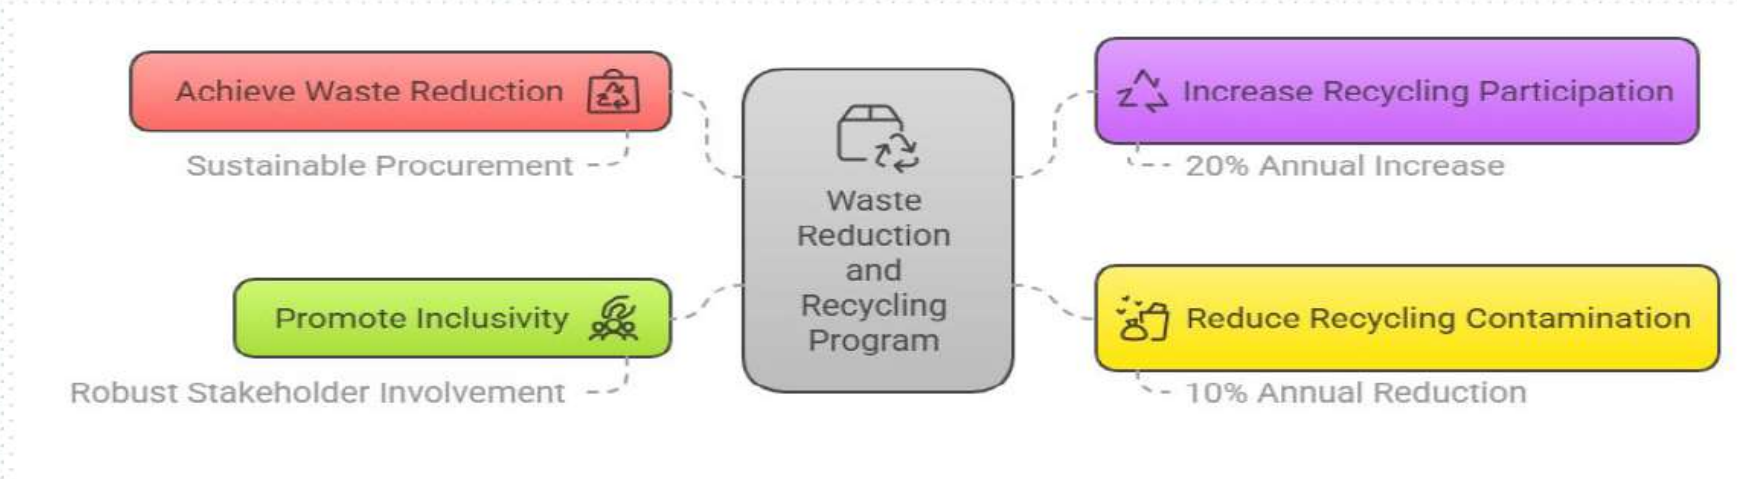 Achieve Waste Reduction
Sustainable Procurement
Promote Inclusivity
Robust Stakeholder Involvement
Waste
Reduction
and
Recycling
Program
Increase Recycling Participation
20% Annual Increase
Reduce Recycling Contamination
10% Annual Reduction